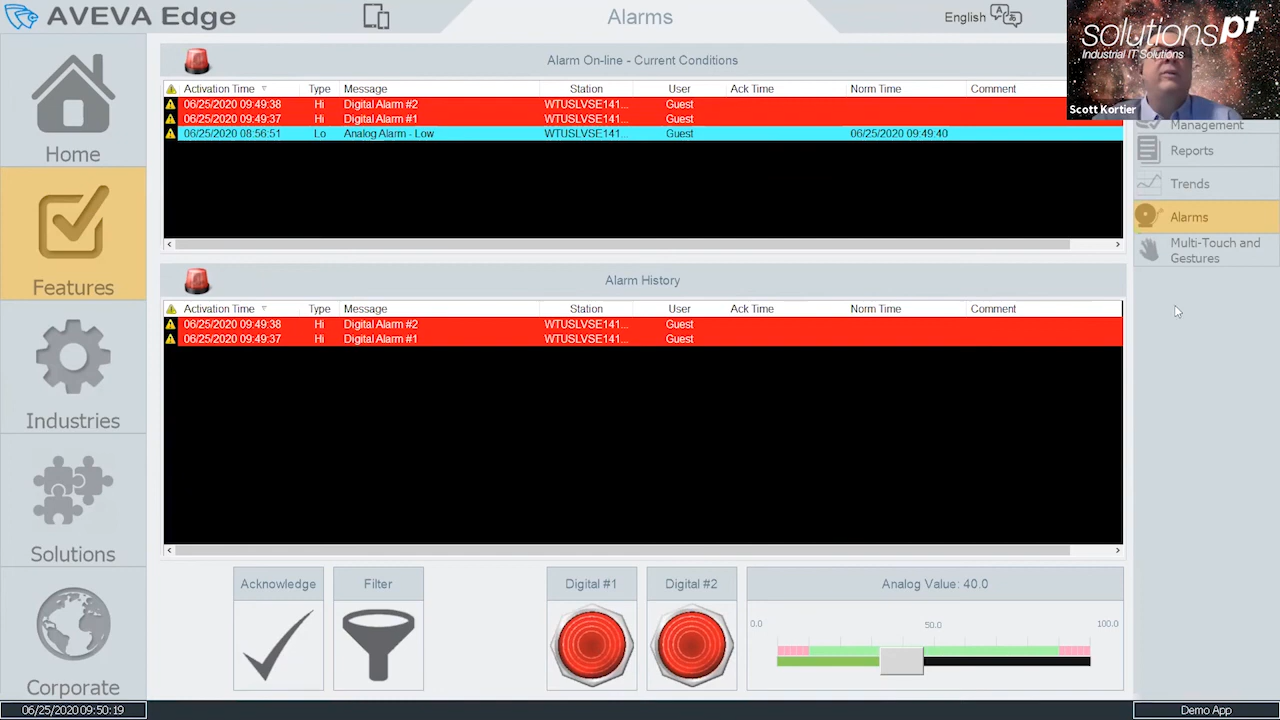 AVEVA Edge
Alarms
English
solutionspt
Industrial IT Solutions
Scott Kortier
Home
Features
Industries
Solutions
Corporate
06/25/2020 09:50:19
Alarm On-line - Current Conditions
Activation Time Type Message Station User Ack Time Norm Time Comment
06/25/2020 09:49:38 Hi Digital Alarm #2 WTUSLVSE141... Guest
06/25/2020 09:49:37 Hi Digital Alarm #1 WTUSLVSE141... Guest
06/25/2020 08:56:51 Lo Analog Alarm - Low WTUSLVSE141... Guest 06/25/2020 09:49:40
Alarm History
Activation Time Type Message Station User Ack Time Norm Time Comment
06/25/2020 09:49:38 Hi Digital Alarm #2 WTUSLVSE141... Guest
06/25/2020 09:49:37 Hi Digital Alarm #1 WTUSLVSE141... Guest
Acknowledge
Filter
Digital #1
Digital #2
Analog Value: 40.0
0.0 50.0 100.0
Management
Reports
Trends
Alarms
Multi-Touch and
Gestures
Demo App